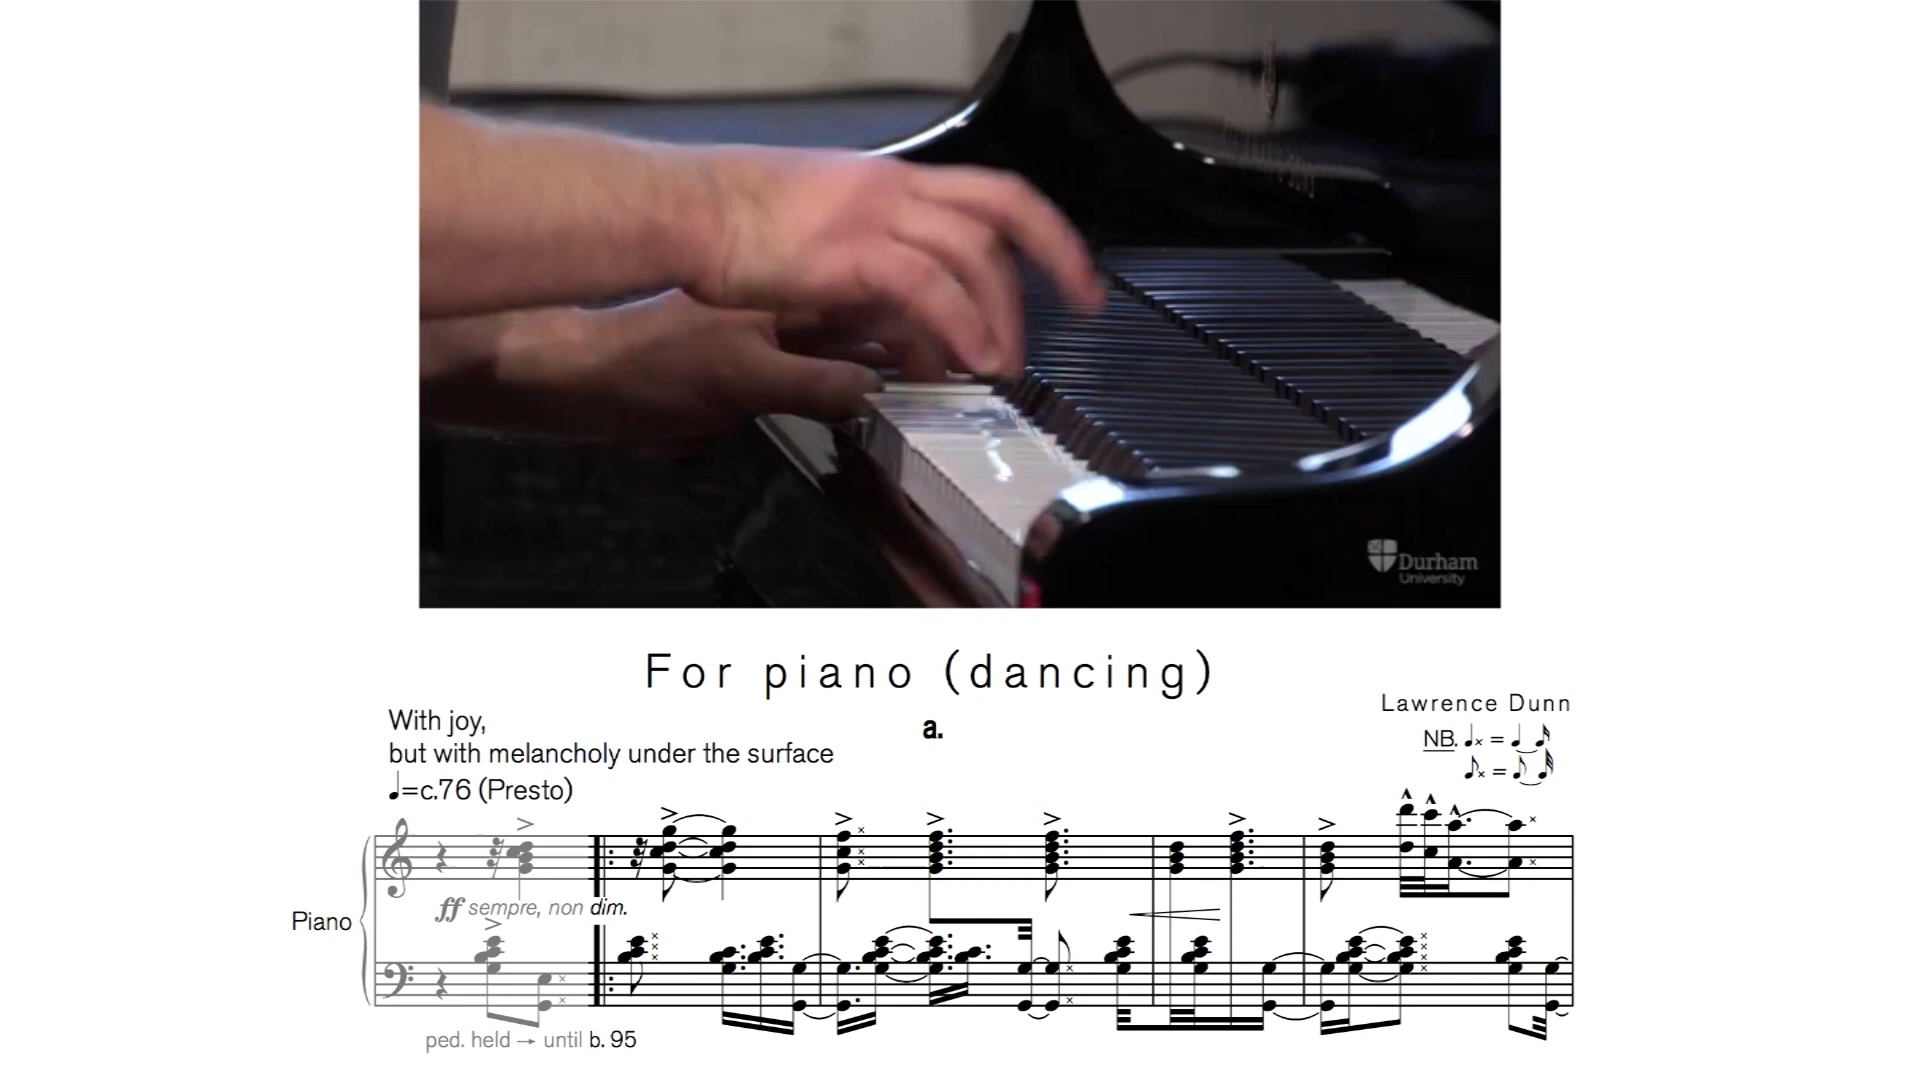 Durham
University
For piano (dancing)
Lawrence Dunn
a.
With joy,
but with melancholy under the surface
♩=c.76 (Presto)
NB. ♩× = ♩ 𝅘𝅥𝅯
♪× = ♪ 𝅘𝅥𝅰
ff sempre, non dim.
Piano
ped. held → until b. 95